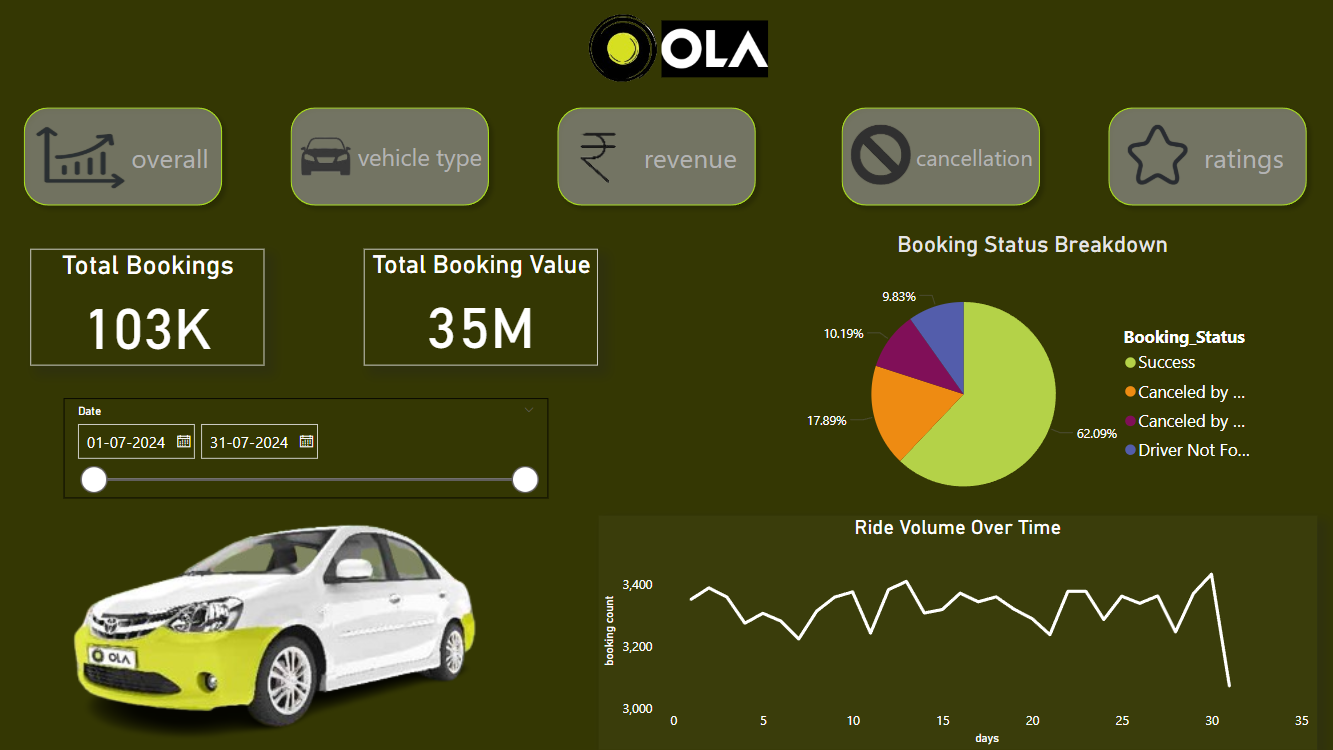 OLA
overall
vehicle type
revenue
cancellation
ratings
Total Bookings
103K
Total Booking Value
35M
Date
01-07-2024
31-07-2024
Booking Status Breakdown
9.83%
10.19%
17.89%
62.09%
Booking_Status
Success
Canceled by ...
Canceled by ...
Driver Not Fo...
OLA
Ride Volume Over Time
booking count
3,400
3,200
3,000
0 5 10 15 20 25 30 35
days